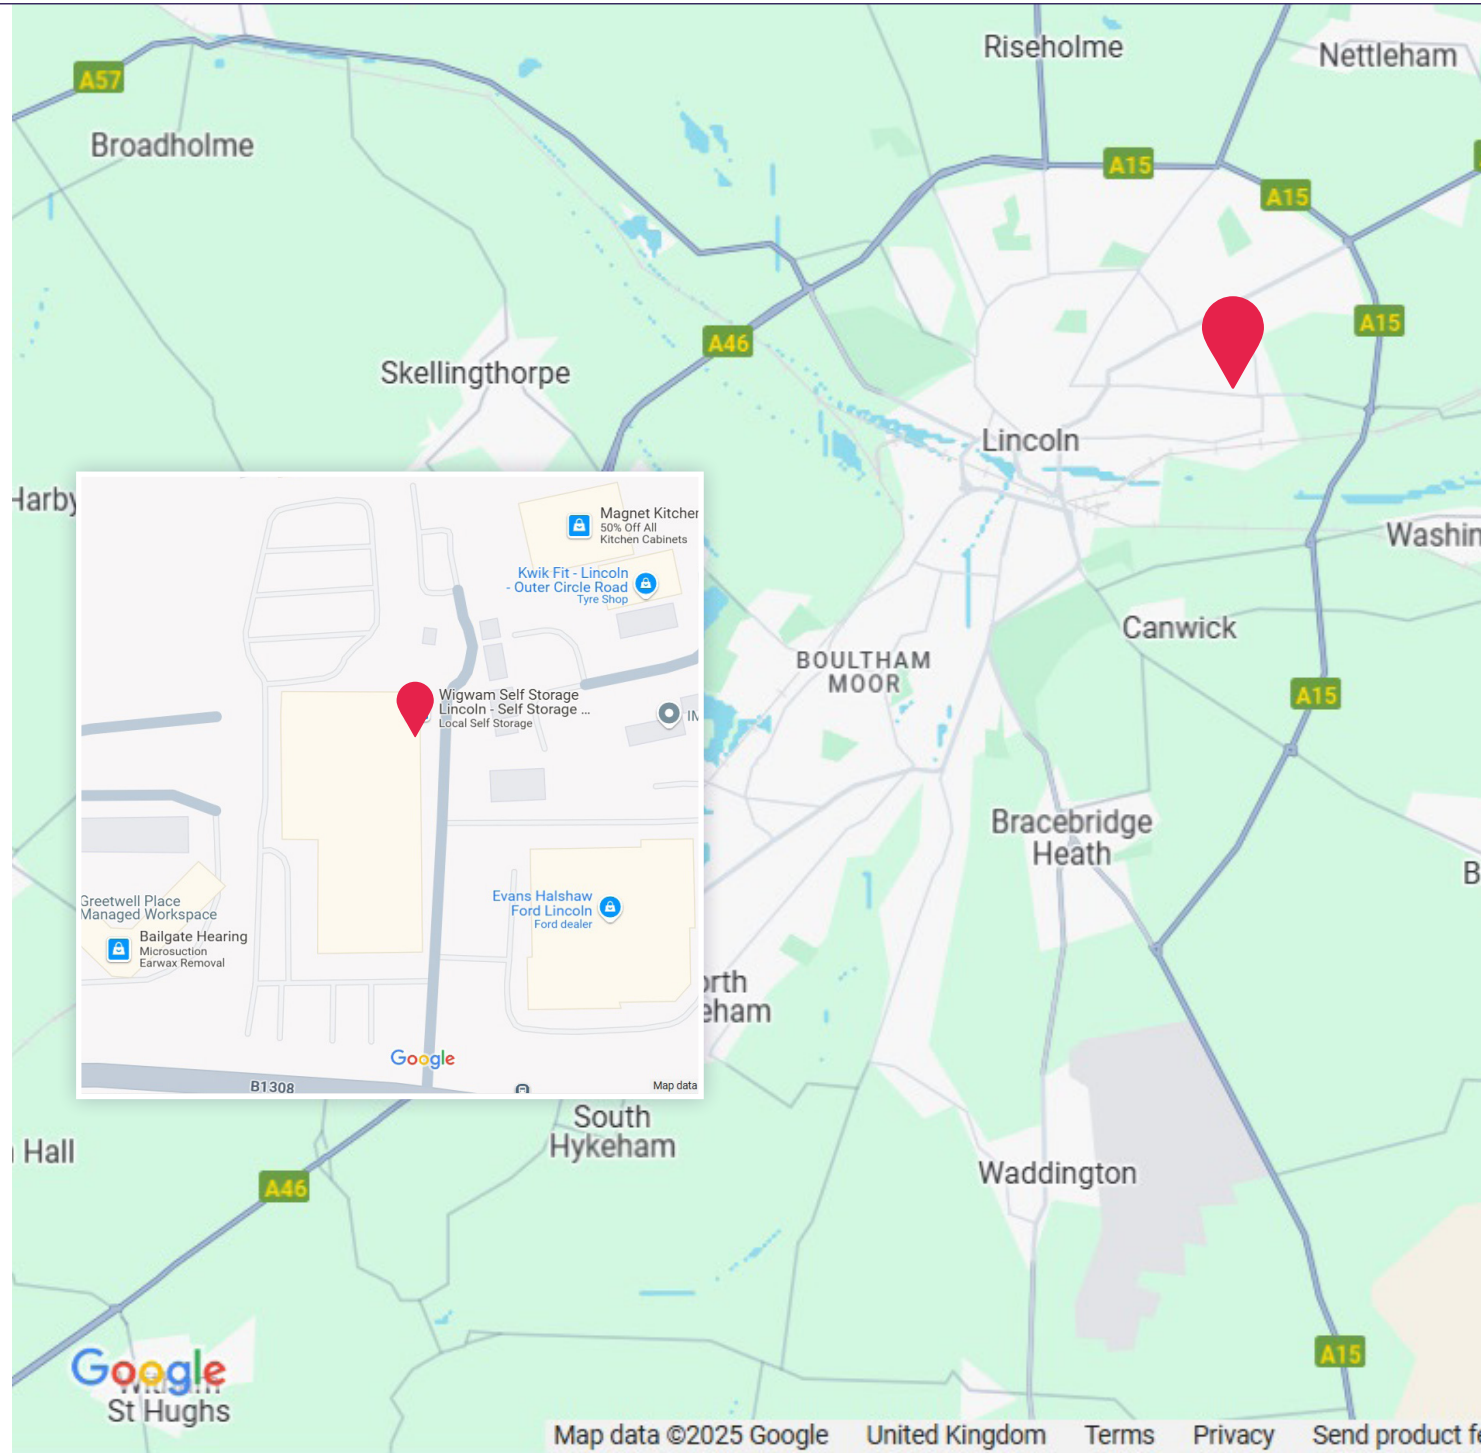 Riseholme
Nettleham
A57
Broadholme
A15
A15
A15
A46
Skellingthorpe
Lincoln
Harby
Washin
Canwick
BOULTHAM
MOOR
A15
Bracebridge
Heath
B
orth
eham
Magnet Kitchen
50% Off All
Kitchen Cabinets
Kwik Fit - Lincoln
- Outer Circle Road
Tyre Shop
Wigwam Self Storage
Lincoln - Self Storage ...
Local Self Storage
IM
Evans Halshaw
Ford Lincoln
Ford dealer
Greetwell Place
Managed Workspace
Bailgate Hearing
Microsuction
Earwax Removal
Google
B1308
Map data
South
Hykeham
Hall
Waddington
A46
A15
Google
St Hughs
Map data ©2025 Google United Kingdom Terms Privacy Send product f